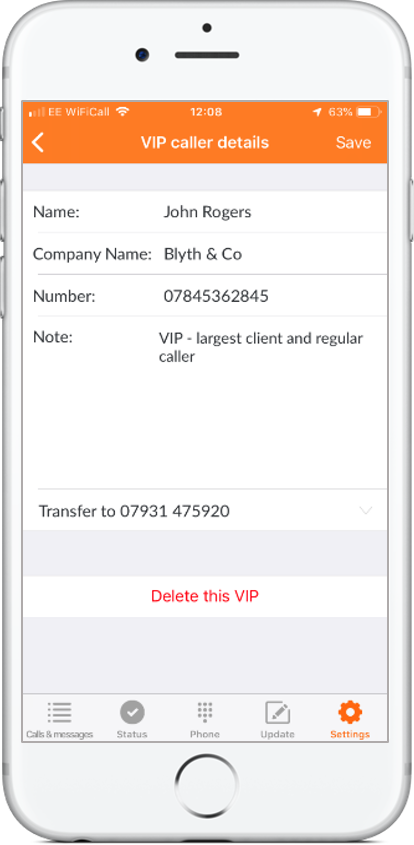 EE WiFiCall 12:08 63%
VIP caller details Save
Name: John Rogers
Company Name: Blyth & Co
Number: 07845362845
Note: VIP - largest client and regular
caller
Transfer to 07931 475920
Delete this VIP
Calls & messages Status Phone Update Settings